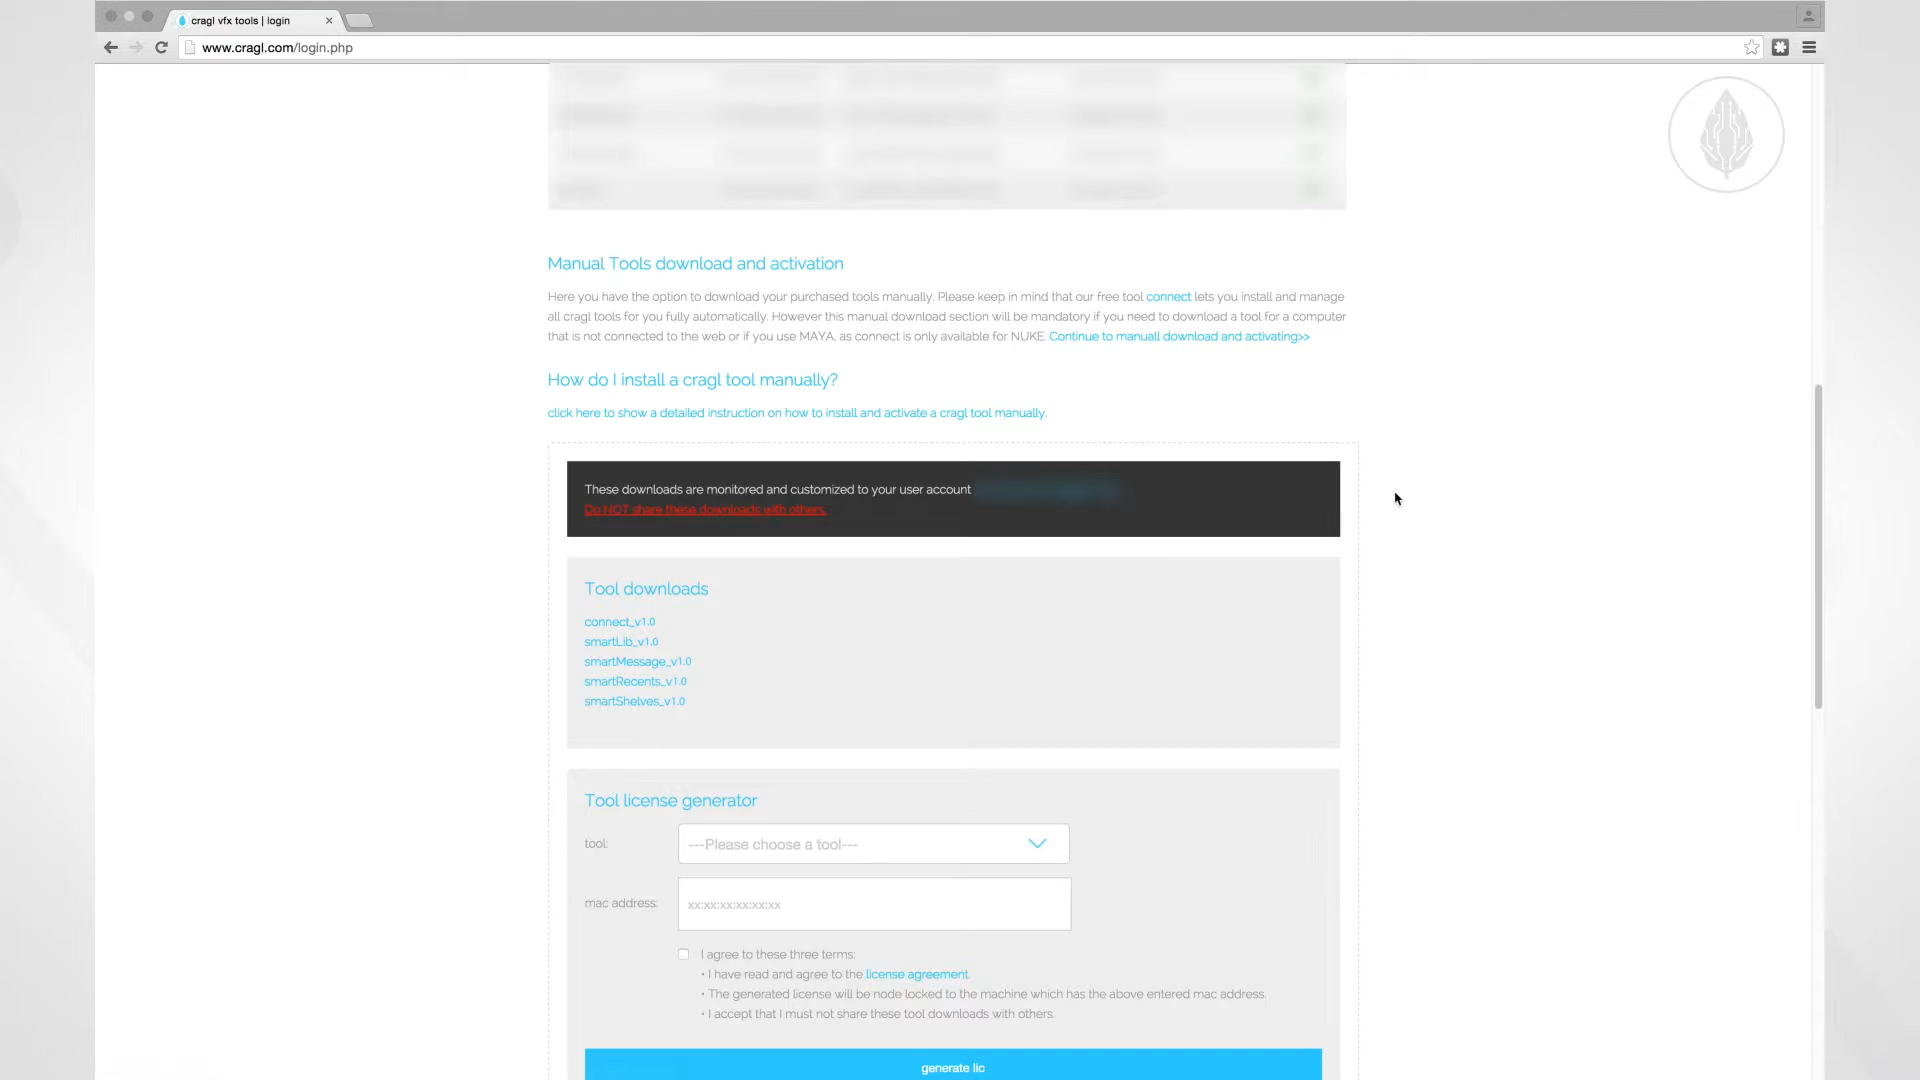 cragl vfx tools | login
www.cragl.com/login.php
Manual Tools download and activation
Here you have the option to download your purchased tools manually. Please keep in mind that our free tool connect lets you install and manage
all cragl tools for you fully automatically. However this manual download section will be mandatory if you need to download a tool for a computer
that is not connected to the web or if you use MAYA, as connect is only available for NUKE. Continue to manuall download and activating>>
How do I install a cragl tool manually?
click here to show a detailed instruction on how to install and activate a cragl tool manually.
These downloads are monitored and customized to your user account
Do NOT share these downloads with others.
Tool downloads
connect_v1.0
smartLib_v1.0
smartMessage_v1.0
smartRecents_v1.0
smartShelves_v1.0
Tool license generator
tool: ---Please choose a tool---
mac address: xx:xx:xx:xx:xx:xx
I agree to these three terms:
• I have read and agree to the license agreement.
• The generated license will be node locked to the machine which has the above entered mac address.
• I accept that I must not share these tool downloads with others.
generate lic